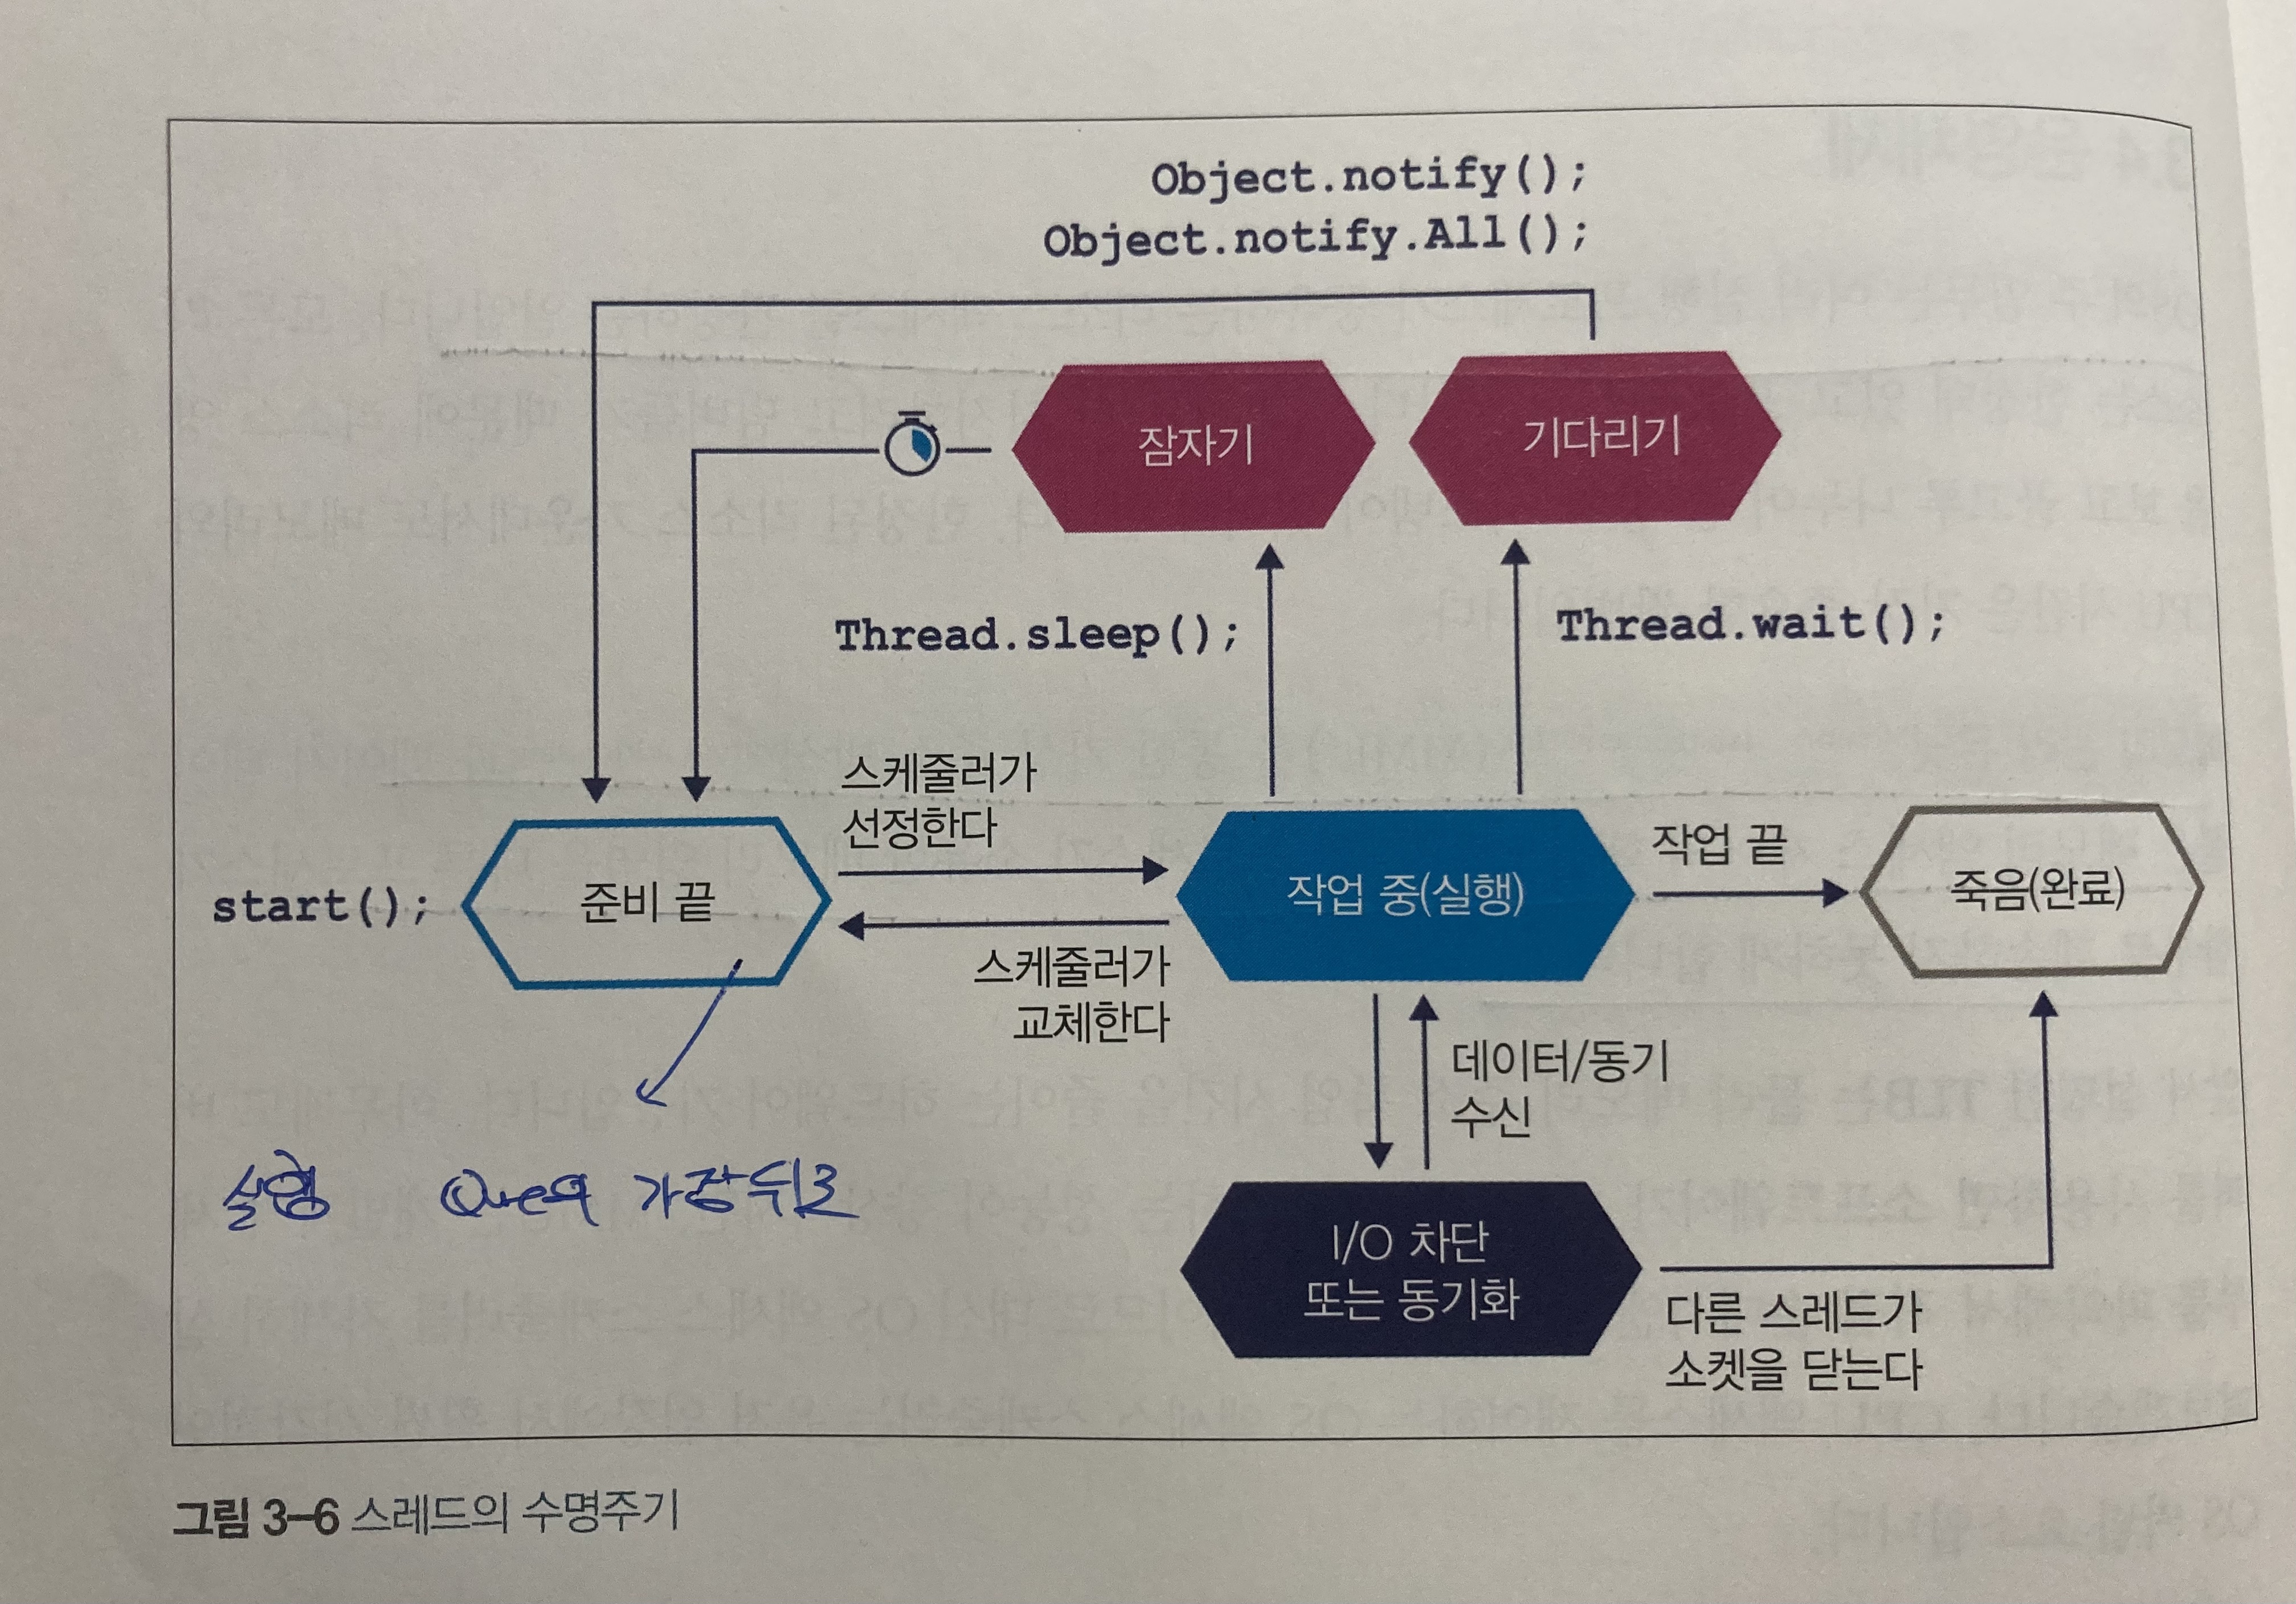 Object.notify();
Object.notify.All();
잠자기
기다리기
Thread.sleep();
Thread.wait();
스케줄러가
선정한다
start();
준비 끝
작업 중(실행)
작업 끝
죽음(완료)
스케줄러가
교체한다
데이터/동기
수신
실행 Que의 가장뒤로
I/O 차단
또는 동기화
다른 스레드가
소켓을 닫는다
그림 3-6 스레드의 수명주기